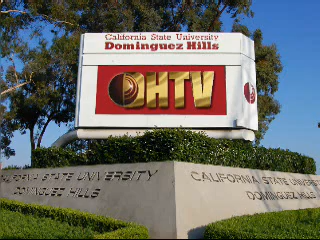 California State University
Dominguez Hills
DHTV
CALIFORNIA STATE UNIVERSITY
DOMINGUEZ HILLS
CALIFORNIA STATE UNIVERSITY
DOMINGUEZ HILLS